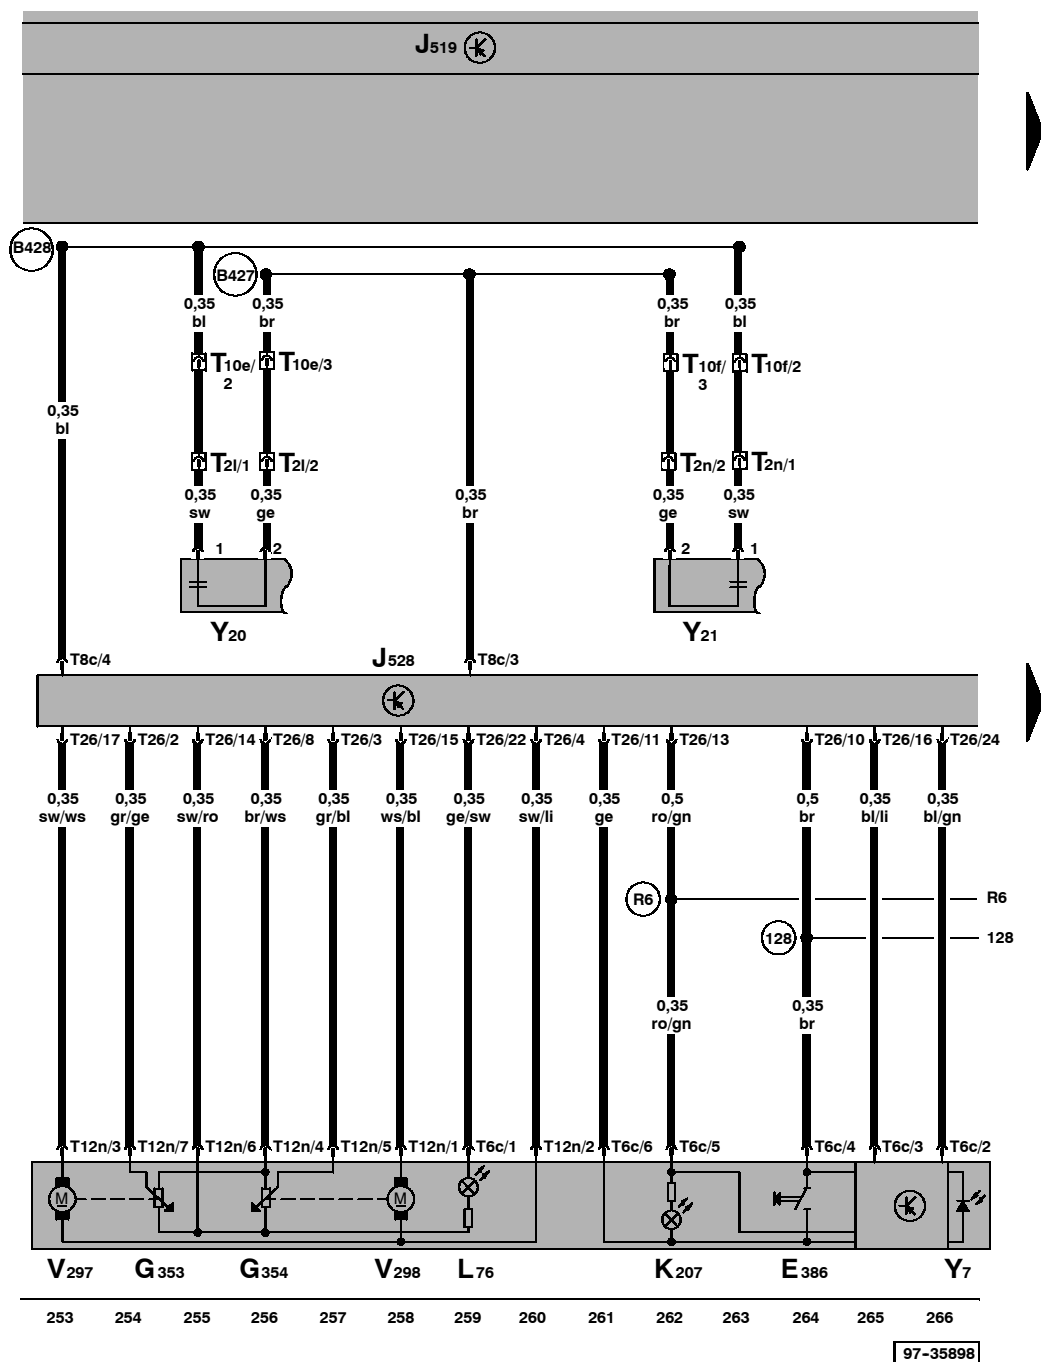 J519
B428
B427
0,35 0,35 0,35 0,35
bl br br bl
T10e/ T10e/3 T10f/ T10f/2
2 3
0,35
bl
T2l/1 T2l/2 T2n/2 T2n/1
0,35 0,35 0,35 0,35 0,35
sw ge br ge sw
1 2 2 1
Y20 Y21
T8c/4 J528 T8c/3
T26/17 T26/2 T26/14 T26/8 T26/3 T26/15 T26/22 T26/4 T26/11 T26/13 T26/10 T26/16 T26/24
0,35 0,35 0,35 0,35 0,35 0,35 0,35 0,35 0,35 0,5 0,5 0,35 0,35
sw/ws gr/ge sw/ro br/ws gr/bl ws/bl ge/sw sw/li ge ro/gn br bl/li bl/gn
R6 R6
128 128
0,35 0,35
ro/gn br
T12n/3 T12n/7 T12n/6 T12n/4 T12n/5 T12n/1 T6c/1 T12n/2 T6c/6 T6c/5 T6c/4 T6c/3 T6c/2
M M
V297 G353 G354 V298 L76 K207 E386 Y7
253 254 255 256 257 258 259 260 261 262 263 264 265 266
97-35898